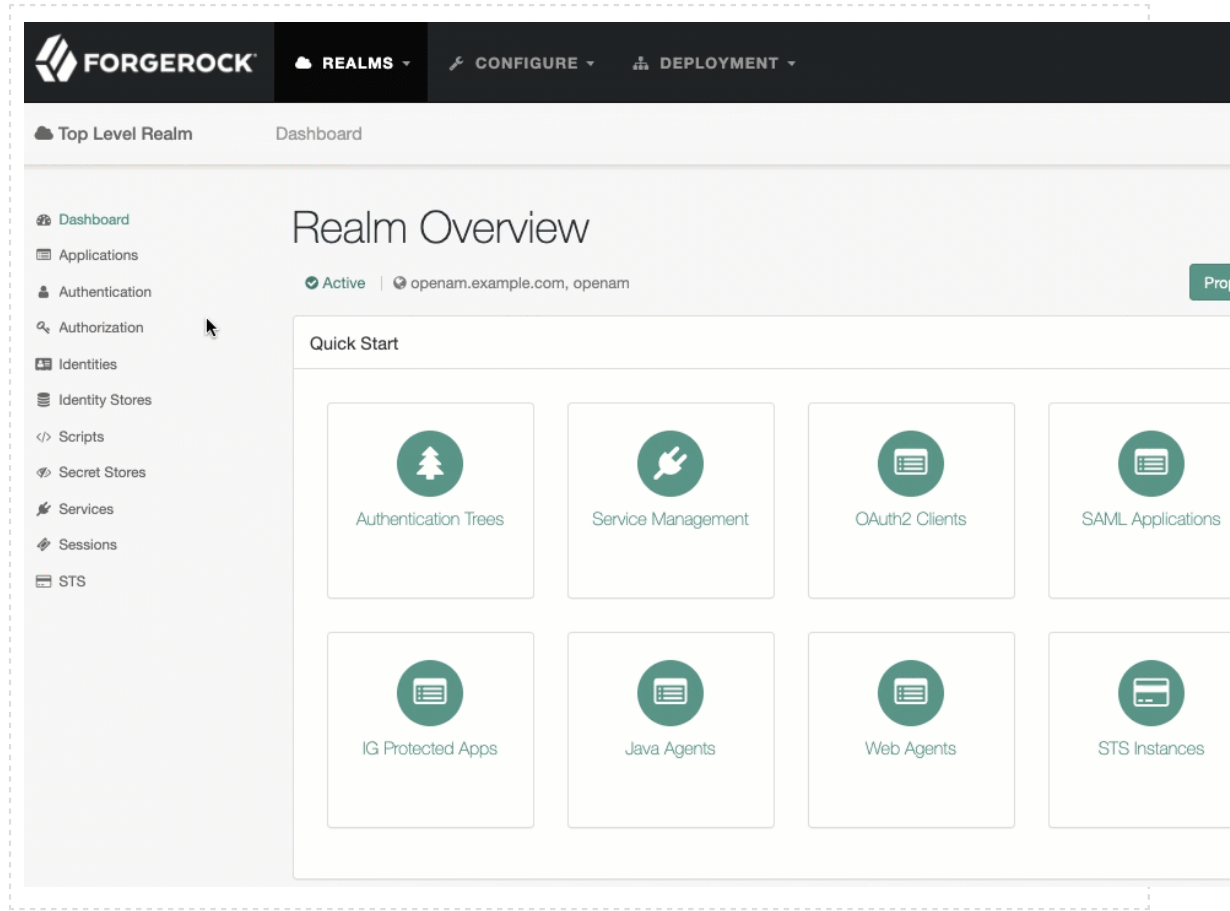 FORGEROCK REALMS CONFIGURE DEPLOYMENT
Top Level Realm Dashboard
Dashboard
Applications
Authentication
Authorization
Identities
Identity Stores
Scripts
Secret Stores
Services
Sessions
STS
Realm Overview
Active openam.example.com, openam
Prop
Quick Start
Authentication Trees
Service Management
OAuth2 Clients
SAML Applications
IG Protected Apps
Java Agents
Web Agents
STS Instances